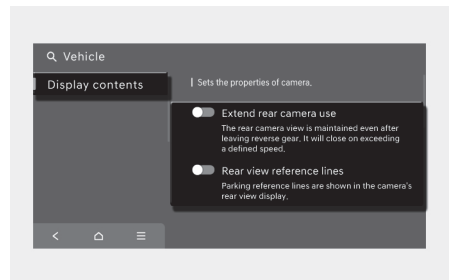 Vehicle
Display contents
Sets the properties of camera.
Extend rear camera use
The rear camera view is maintained even after
leaving reverse gear. It will close on exceeding
a defined speed.
Rear view reference lines
Parking reference lines are shown in the camera's
rear view display.